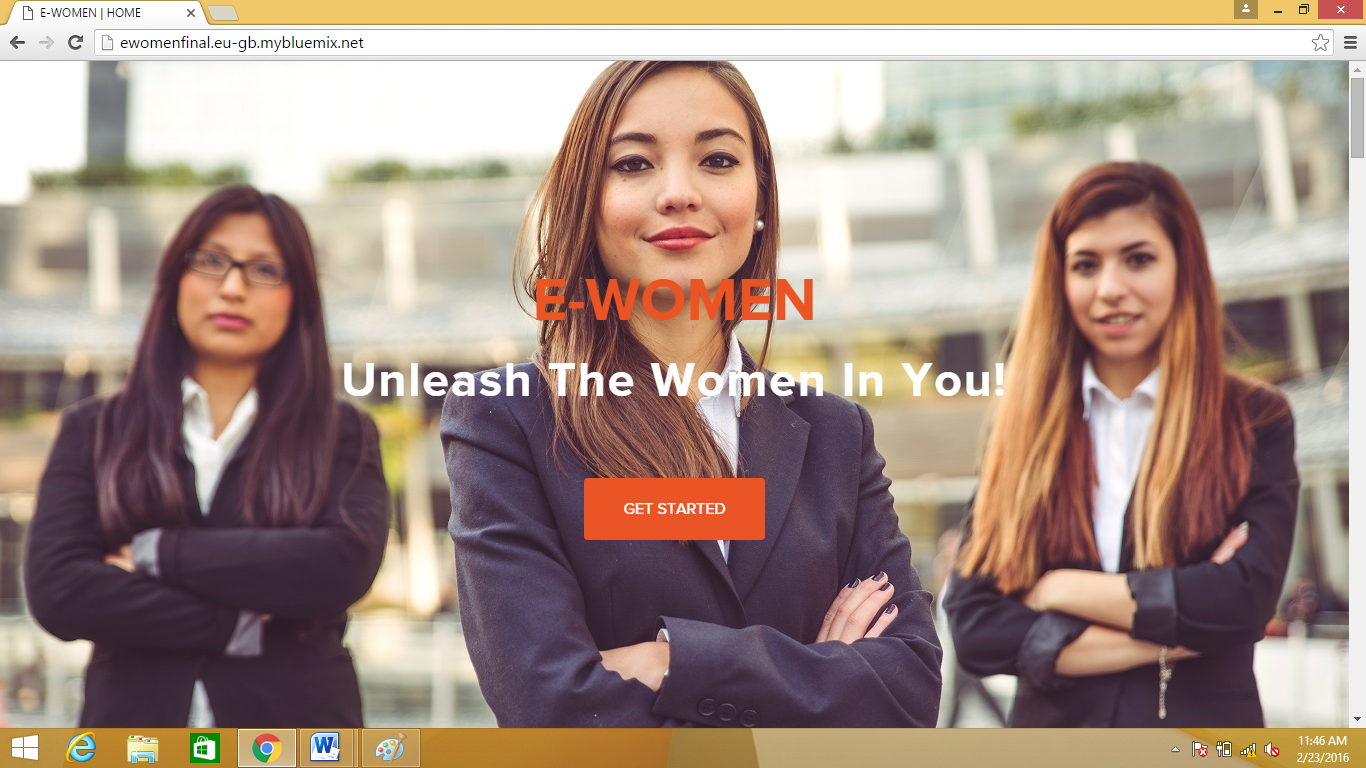 E-WOMEN | HOME
ewomenfinal.eu-gb.mybluemix.net
E-WOMEN
Unleash The Women In You!
GET STARTED
11:46 AM
2/23/2016